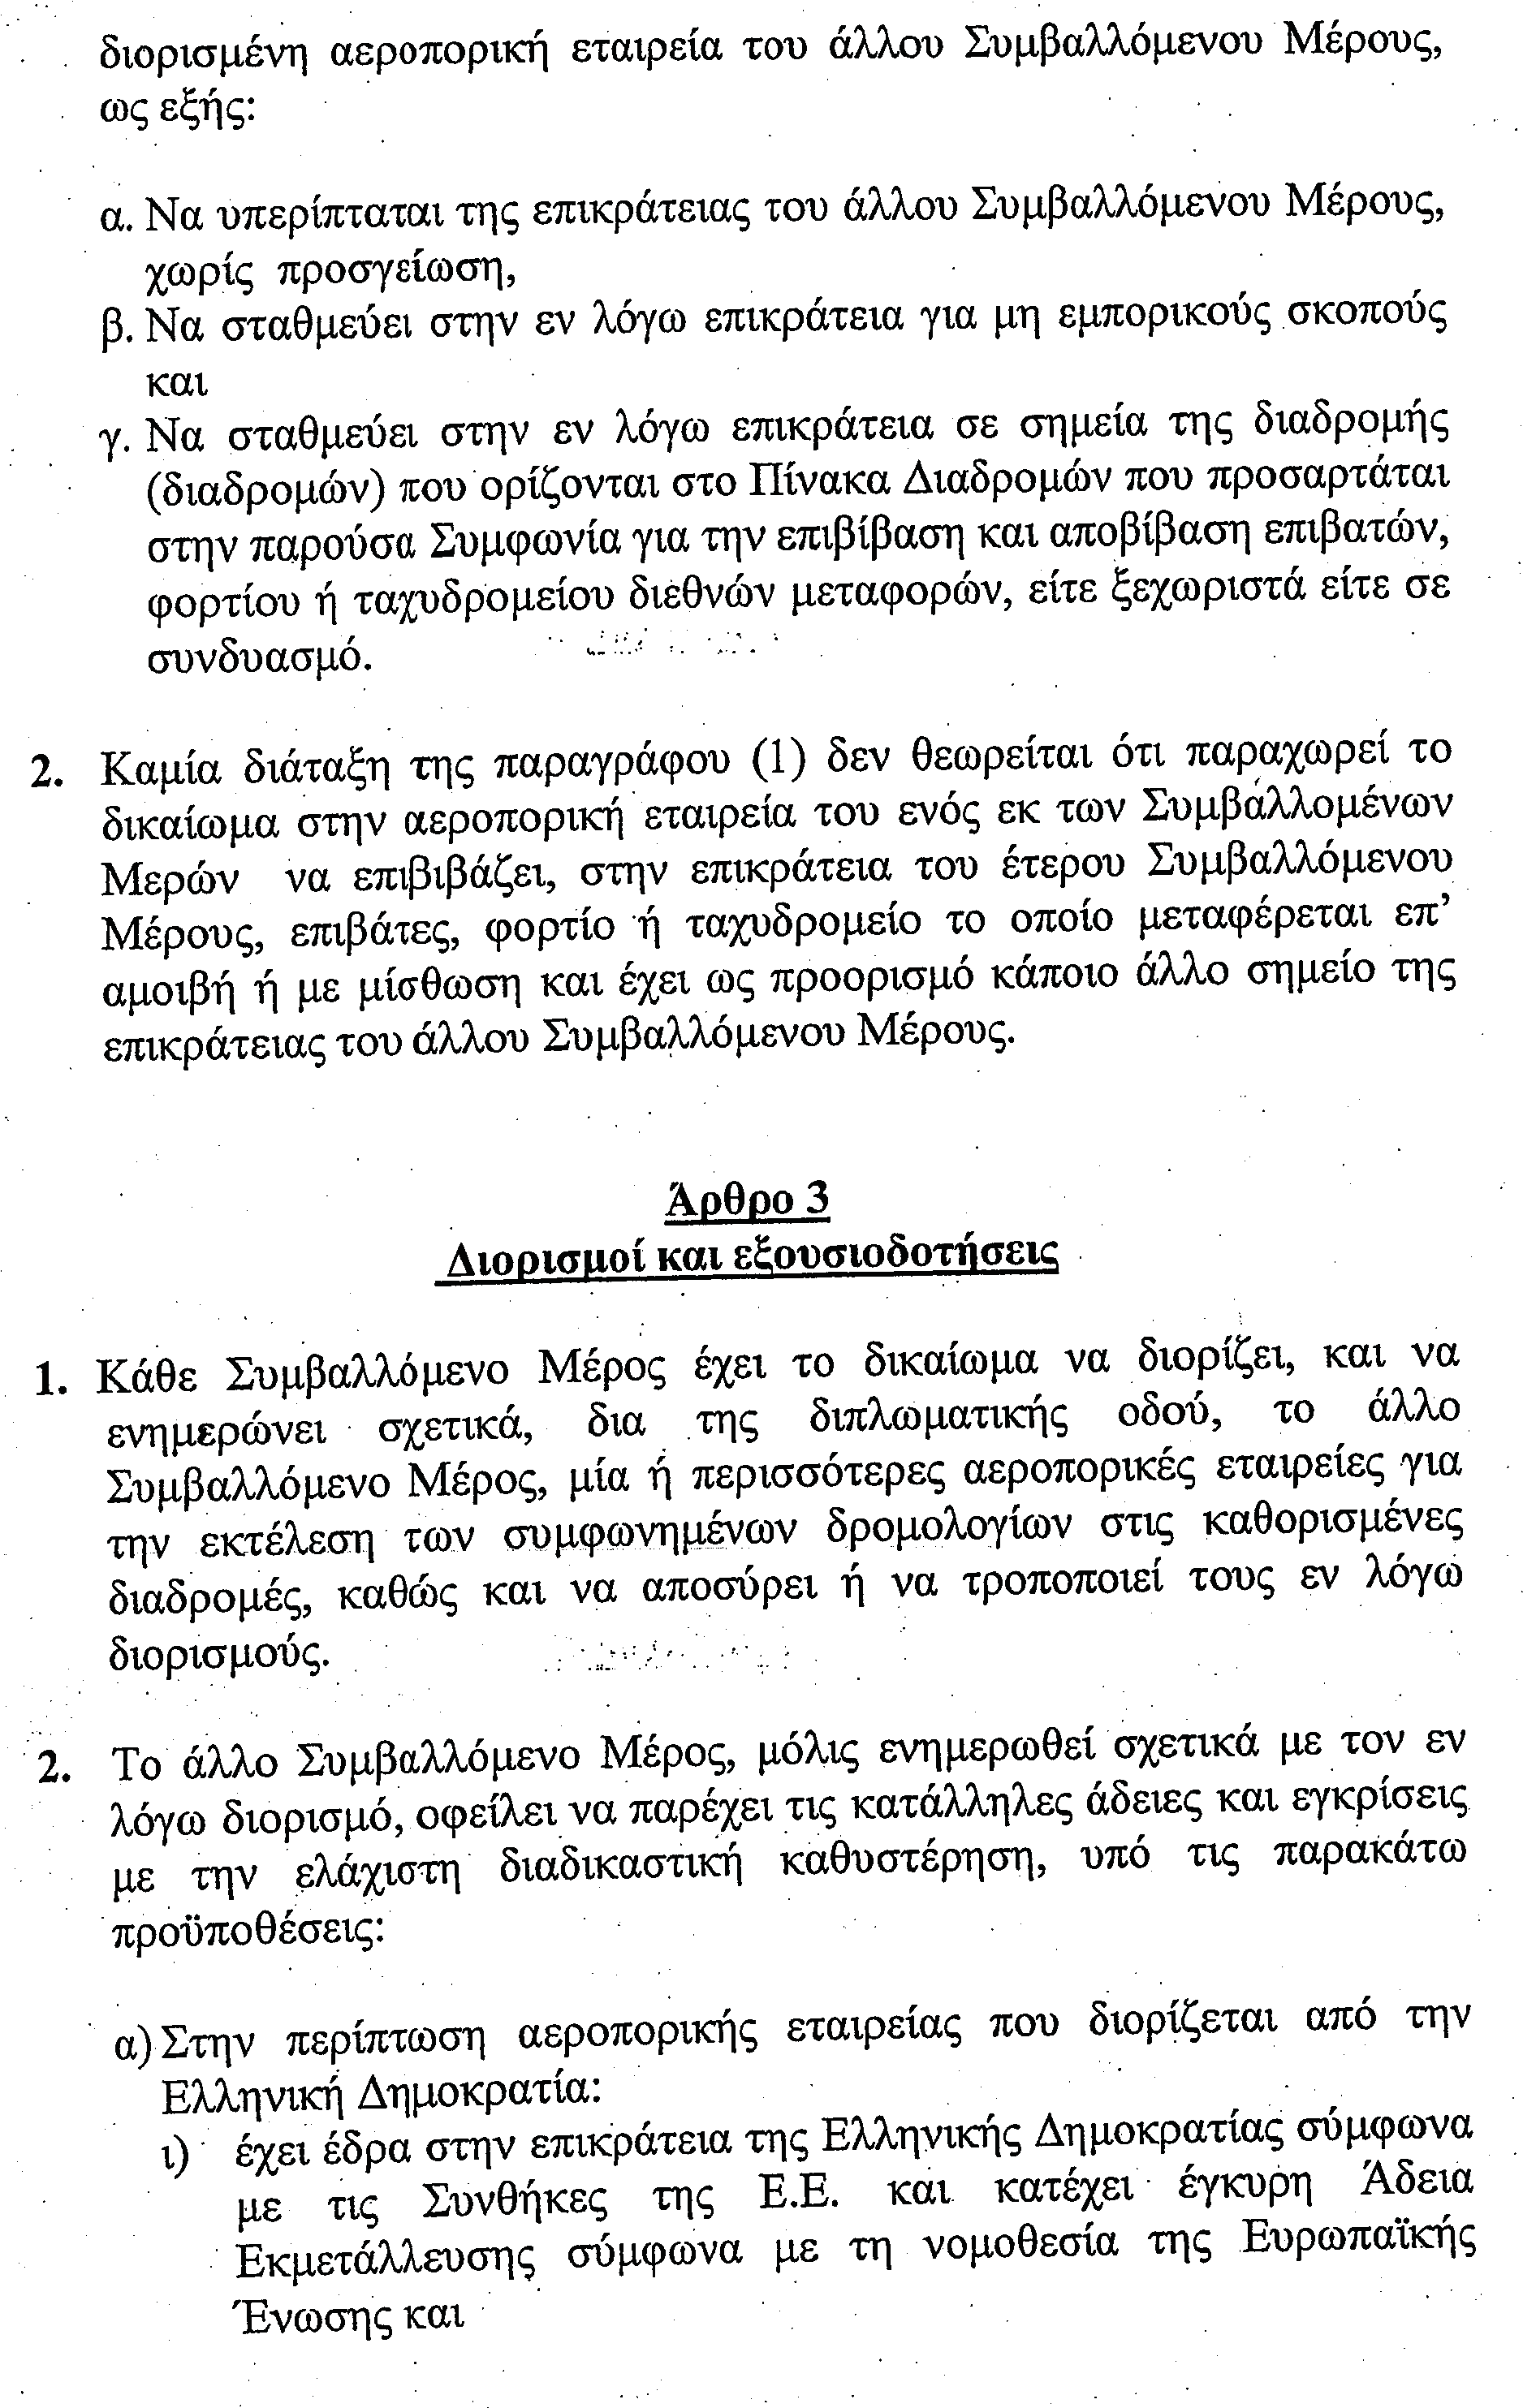 διορισμένη αεροπορική εταιρεία του άλλου Συμβαλλόμενου Μέρους,
ως εξής:
α. Να υπερίπταται της επικράτειας του άλλου Συμβαλλόμενου Μέρους,
χωρίς προσγείωση,
β. Να σταθμεύει στην εν λόγω επικράτεια για μη εμπορικούς σκοπούς
και
γ. Να σταθμεύει στην εν λόγω επικράτεια σε σημεία της διαδρομής
(διαδρομών) που ορίζονται στο Πίνακα Διαδρομών που προσαρτάται
στην παρούσα Συμφωνία για την επιβίβαση και αποβίβαση επιβατών,
φορτίου ή ταχυδρομείου διεθνών μεταφορών, είτε ξεχωριστά είτε σε
συνδυασμό.
2. Καμία διάταξη της παραγράφου (1) δεν θεωρείται ότι παραχωρεί το
δικαίωμα στην αεροπορική εταιρεία του ενός εκ των Συμβαλλομένων
Μερών να επιβιβάζει, στην επικράτεια του έτερου Συμβαλλόμενου
Μέρους, επιβάτες, φορτίο ή ταχυδρομείο το οποίο μεταφέρεται επ’
αμοιβή ή με μίσθωση και έχει ως προορισμό κάποιο άλλο σημείο της
επικράτειας του άλλου Συμβαλλόμενου Μέρους.
Άρθρο 3
Διορισμοί και εξουσιοδοτήσεις
1. Κάθε Συμβαλλόμενο Μέρος έχει το δικαίωμα να διορίζει, και να
ενημερώνει σχετικά, δια της διπλωματικής οδού, το άλλο
Συμβαλλόμενο Μέρος, μία ή περισσότερες αεροπορικές εταιρείες για
την εκτέλεση των συμφωνημένων δρομολογίων στις καθορισμένες
διαδρομές, καθώς και να αποσύρει ή να τροποποιεί τους εν λόγω
διορισμούς.
2. Το άλλο Συμβαλλόμενο Μέρος, μόλις ενημερωθεί σχετικά με τον εν
λόγω διορισμό, οφείλει να παρέχει τις κατάλληλες άδειες και εγκρίσεις
με την ελάχιστη διαδικαστική καθυστέρηση, υπό τις παρακάτω
προϋποθέσεις:
α) Στην περίπτωση αεροπορικής εταιρείας που διορίζεται από την
Ελληνική Δημοκρατία:
ι) έχει έδρα στην επικράτεια της Ελληνικής Δημοκρατίας σύμφωνα
με τις Συνθήκες της Ε.Ε. και κατέχει έγκυρη Άδεια
Εκμετάλλευσης σύμφωνα με τη νομοθεσία της Ευρωπαϊκής
Ένωσης και